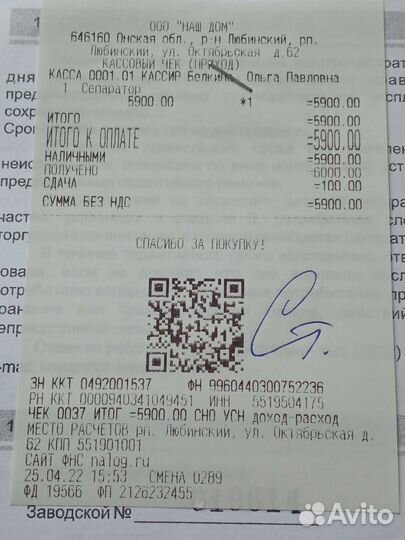 ООО "НАШ ДОМ"
646160 Омская обл., р-н Любинский, рп.
Любинский, ул. Октябрьская д.62
КАССОВЫЙ ЧЕК (ПРИХОД)
КАССА 0001.01 КАССИР Белкина Ольга Павловна
1 Сепаратор
5900.00 *1 =5900.00
ИТОГО =5900.00
ИТОГО К ОПЛАТЕ =5900.00
НАЛИЧНЫМИ =5900.00
ПОЛУЧЕНО =6000.00
СДАЧА =100.00
СУММА БЕЗ НДС =5900.00
СПАСИБО ЗА ПОКУПКУ!
ЗН ККТ 0492001537 ФН 9960440300752236
РН ККТ 0000940341049451 ИНН 5519504175
ЧЕК 0037 ИТОГ =5900.00 СНО УСН доход-расход
МЕСТО РАСЧЕТОВ рп. Любинский, ул. Октябрьская д.
62 КПП 551901001
САЙТ ФНС nalog.ru
25.04.22 15:53 СМЕНА 0289
ФД 19566 ФП 2126232455
Заводской №
Avito